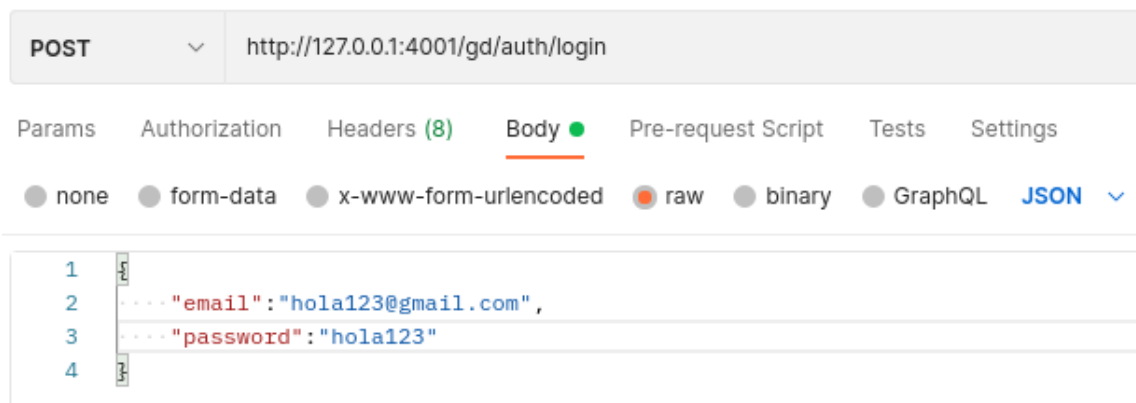 POST http://127.0.0.1:4001/gd/auth/login
Params Authorization Headers (8) Body Pre-request Script Tests Settings
none form-data x-www-form-urlencoded raw binary GraphQL JSON
1 {
2 "email":"hola123@gmail.com",
3 "password":"hola123"
4 }